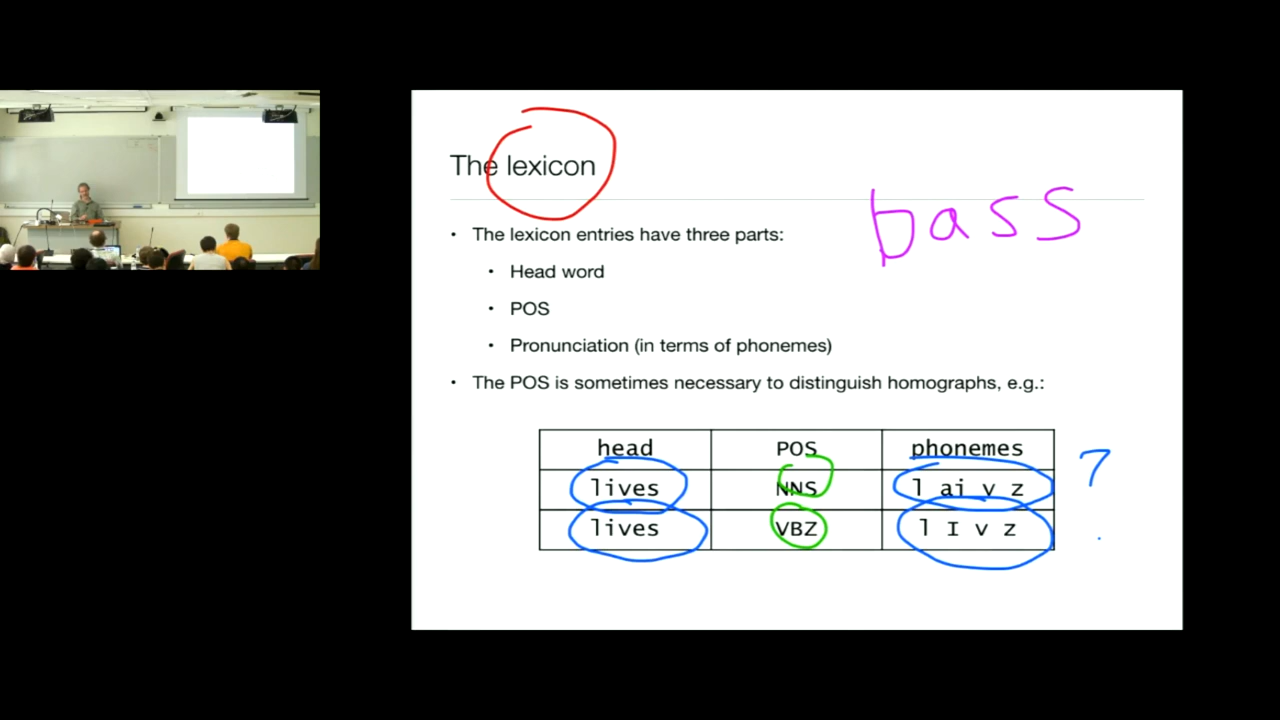 The lexicon
bass
• The lexicon entries have three parts:
• Head word
• POS
• Pronunciation (in terms of phonemes)
• The POS is sometimes necessary to distinguish homographs, e.g.:
head POS phonemes
lives NNS l ai v z ?
lives VBZ l I v z